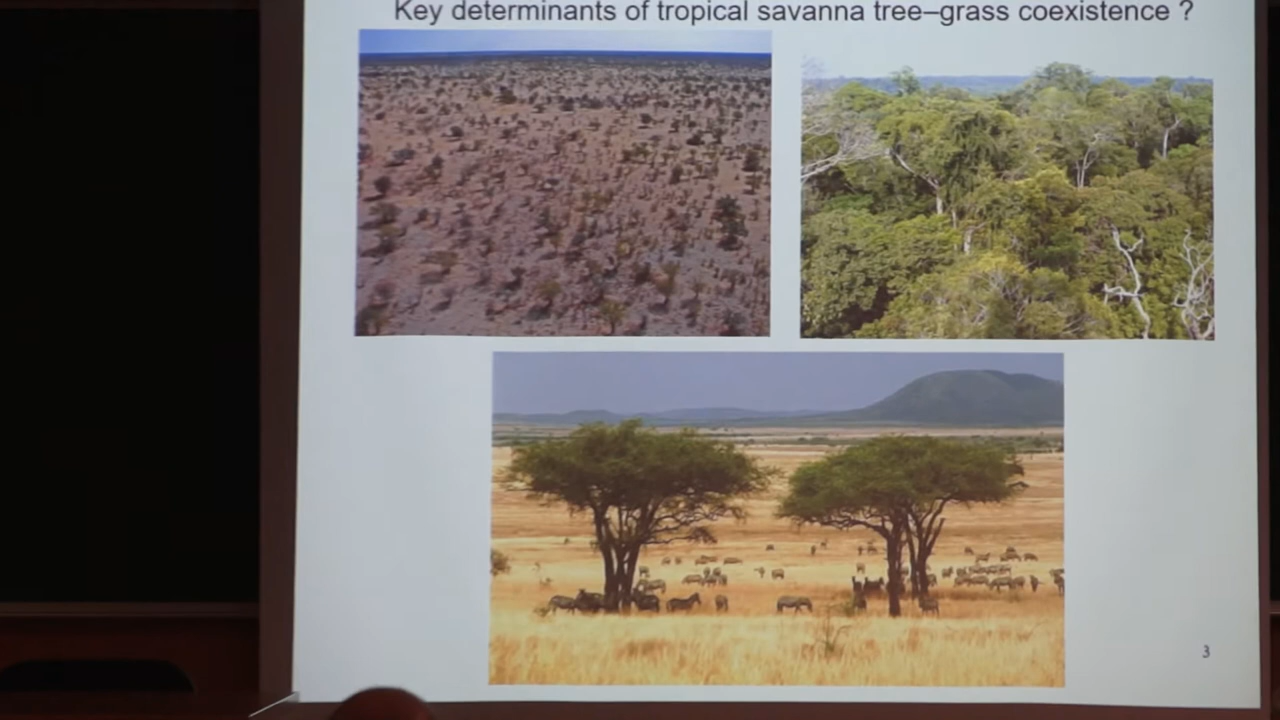 Key determinants of tropical savanna tree–grass coexistence ?
3